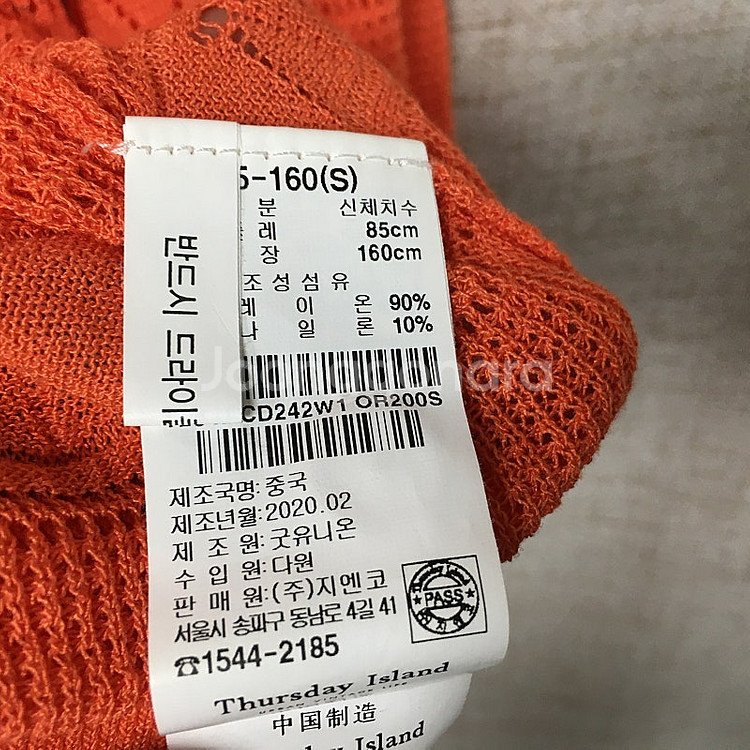 5-160(S)
분 신체치수
레 85cm
장 160cm
조성섬유
레 이 온 90%
나 일 론 10%
반드시 드라이
CD242W1 OR200S
제조국명:중국
제조년월:2020.02
제 조 원:굿유니온
수 입 원:다원
판 매 원:(주)지엔코
서울시 송파구 동남로 4길 41
☎1544-2185
Thursday Island
PASS
Thursday Island
中国制造
Thursday Island